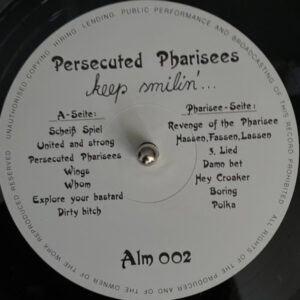 UNAUTHORISED COPYING, HIRING, LENDING, PUBLIC PERFORMANCE AND BROADCASTING OF THIS RECORD PROHIBITED
ALL RIGHTS OF THE PRODUCER AND OF THE OWNER OF THE WORK REPRODUCED RESERVED
Persecuted Pharisees
keep smilin'...
A-Seite:
Scheiß Spiel
United and strong
Persecuted Pharisees
Wings
Whom
Explore your bastard
Dirty bitch
Pharisee-Seite:
Revenge of the Pharisee
Hassen, Fassen, Lassen
3. Lied
Damn bet
Hey Croaker
Boring
Polka
Alm 002